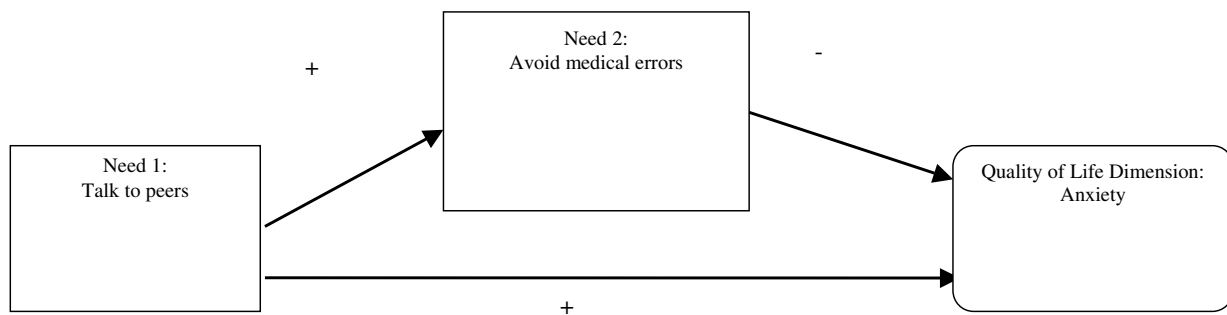 Need 2:
Avoid medical errors
+
-
Need 1:
Talk to peers
Quality of Life Dimension:
Anxiety
+